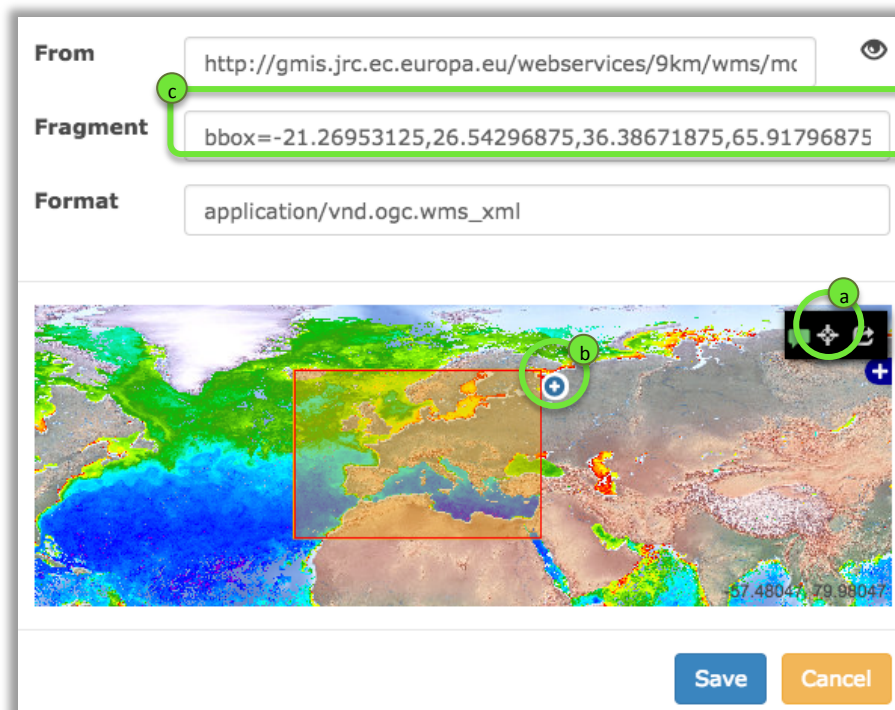 From
http://gmis.jrc.ec.europa.eu/webservices/9km/wms/mc
c
Fragment
bbox=-21.26953125,26.54296875,36.38671875,65.91796875
Format
application/vnd.ogc.wms_xml
a
b
-57.48047, 79.98047
Save
Cancel